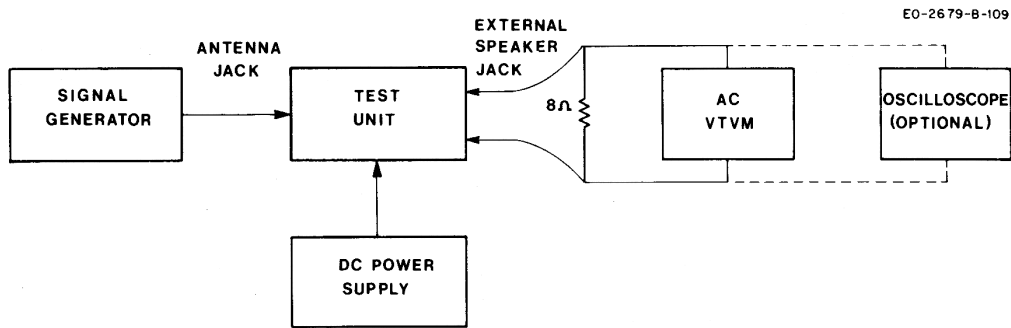 EO-2679-B-109
ANTENNA
JACK
EXTERNAL
SPEAKER
JACK
SIGNAL
GENERATOR
TEST
UNIT
8Ω
AC
VTVM
OSCILLOSCOPE
(OPTIONAL)
DC POWER
SUPPLY